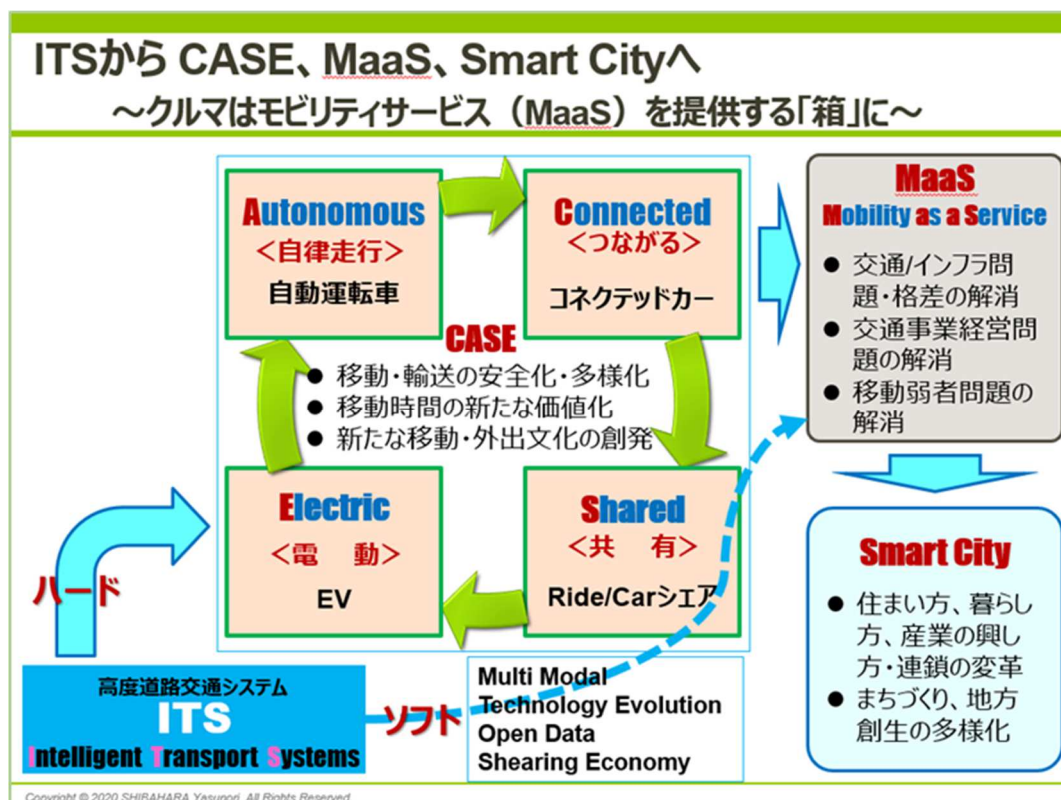 ITSから CASE、MaaS、Smart Cityへ
～クルマはモビリティサービス（MaaS）を提供する「箱」に～
Autonomous
＜自律走行＞
自動運転車
Connected
＜つながる＞
コネクテッドカー
CASE
● 移動・輸送の安全化・多様化
● 移動時間の新たな価値化
● 新たな移動・外出文化の創発
Electric
＜電　動＞
EV
Shared
＜共　有＞
Ride/Carシェア
MaaS
Mobility as a Service
● 交通/インフラ問
題・格差の解消
● 交通事業経営問
題の解消
● 移動弱者問題の
解消
Smart City
● 住まい方、暮らし
方、産業の興し
方・連鎖の変革
● まちづくり、地方
創生の多様化
ハード
高度道路交通システム
ITS
Intelligent Transport Systems
ソフト
Multi Modal
Technology Evolution
Open Data
Shearing Economy
Copyright © 2020 SHIBAHARA Yasunori, All Rights Reserved